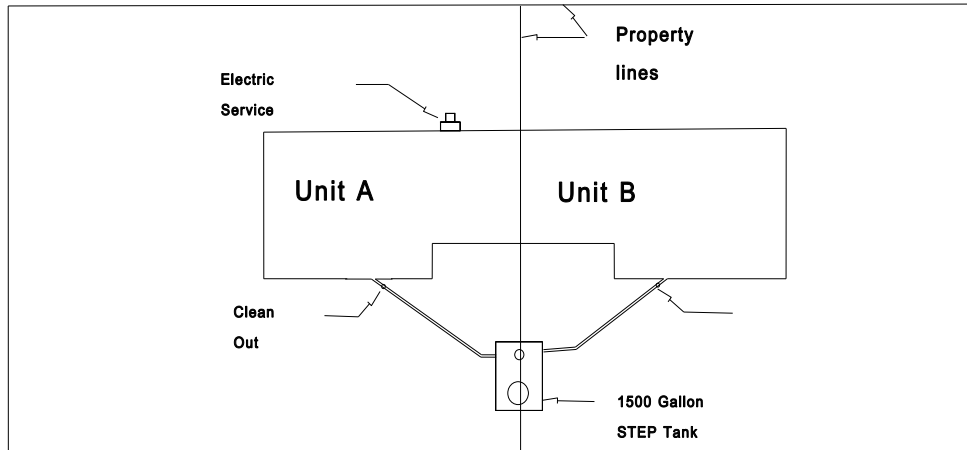 Property
lines
Electric
Service
Unit A
Unit B
Clean
Out
1500 Gallon
STEP Tank